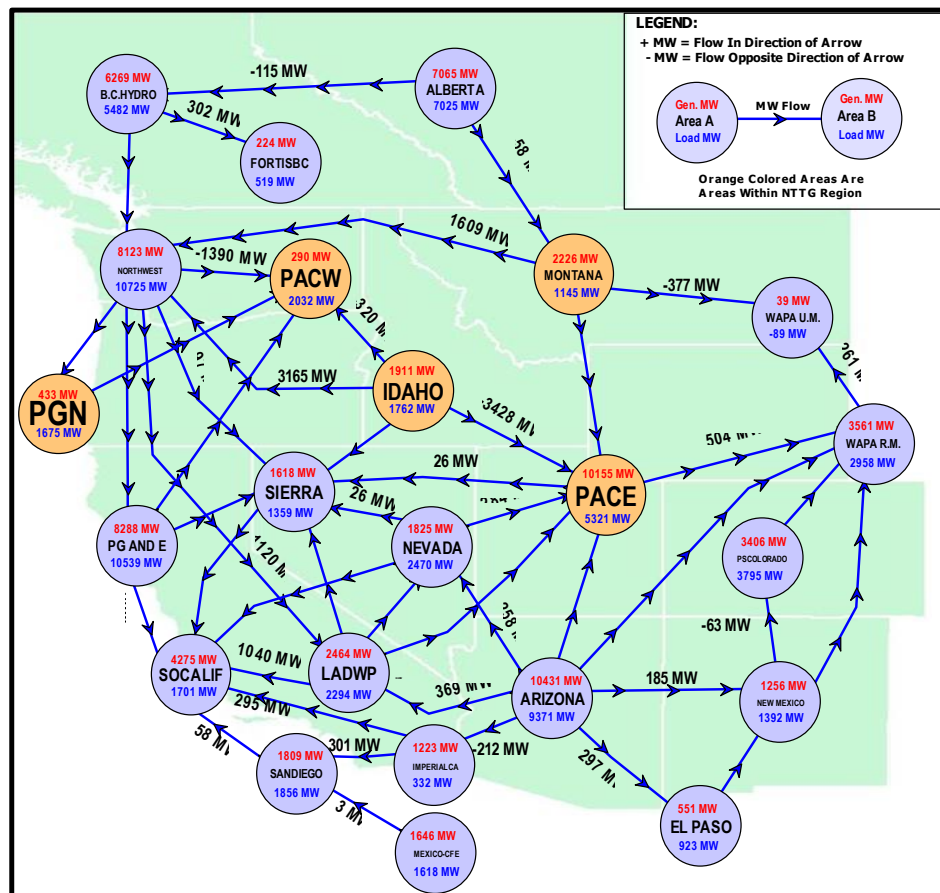 LEGEND:
+ MW = Flow In Direction of Arrow
- MW = Flow Opposite Direction of Arrow
Gen. MW
Area A
Load MW
MW Flow
Gen. MW
Area B
Load MW
Orange Colored Areas Are
Areas Within NTTG Region
6269 MW
B.C.HYDRO
5482 MW
-115 MW
7065 MW
ALBERTA
7025 MW
302 MW
224 MW
FORTISBC
519 MW
58 M
1609 MW
8123 MW
NORTHWEST
10725 MW
-1390 MW
290 MW
PACW
2032 MW
2226 MW
MONTANA
1145 MW
-377 MW
39 MW
WAPA U.M.
-89 MW
320 M
3165 MW
1911 MW
IDAHO
1762 MW
261 M
433 MW
PGN
1675 MW
-3428 MW
504 MW
3561 MW
WAPA R.M.
2958 MW
1618 MW
SIERRA
1359 MW
26 MW
10155 MW
PACE
5321 MW
26 MW
8288 MW
PG AND E
10539 MW
1825 MW
NEVADA
2470 MW
3406 MW
PSCOLORADO
3795 MW
1120 M
-63 MW
258 M
4275 MW
SOCALIF
1701 MW
1040 MW
2464 MW
LADWP
2294 MW
369 MW
10431 MW
ARIZONA
9371 MW
185 MW
1256 MW
NEW MEXICO
1392 MW
295 MW
58 MW
301 MW
-212 MW
297 M
1809 MW
SANDIEGO
1856 MW
1223 MW
IMPERIALCA
332 MW
3 MW
551 MW
EL PASO
923 MW
1646 MW
MEXICO-CFE
1618 MW